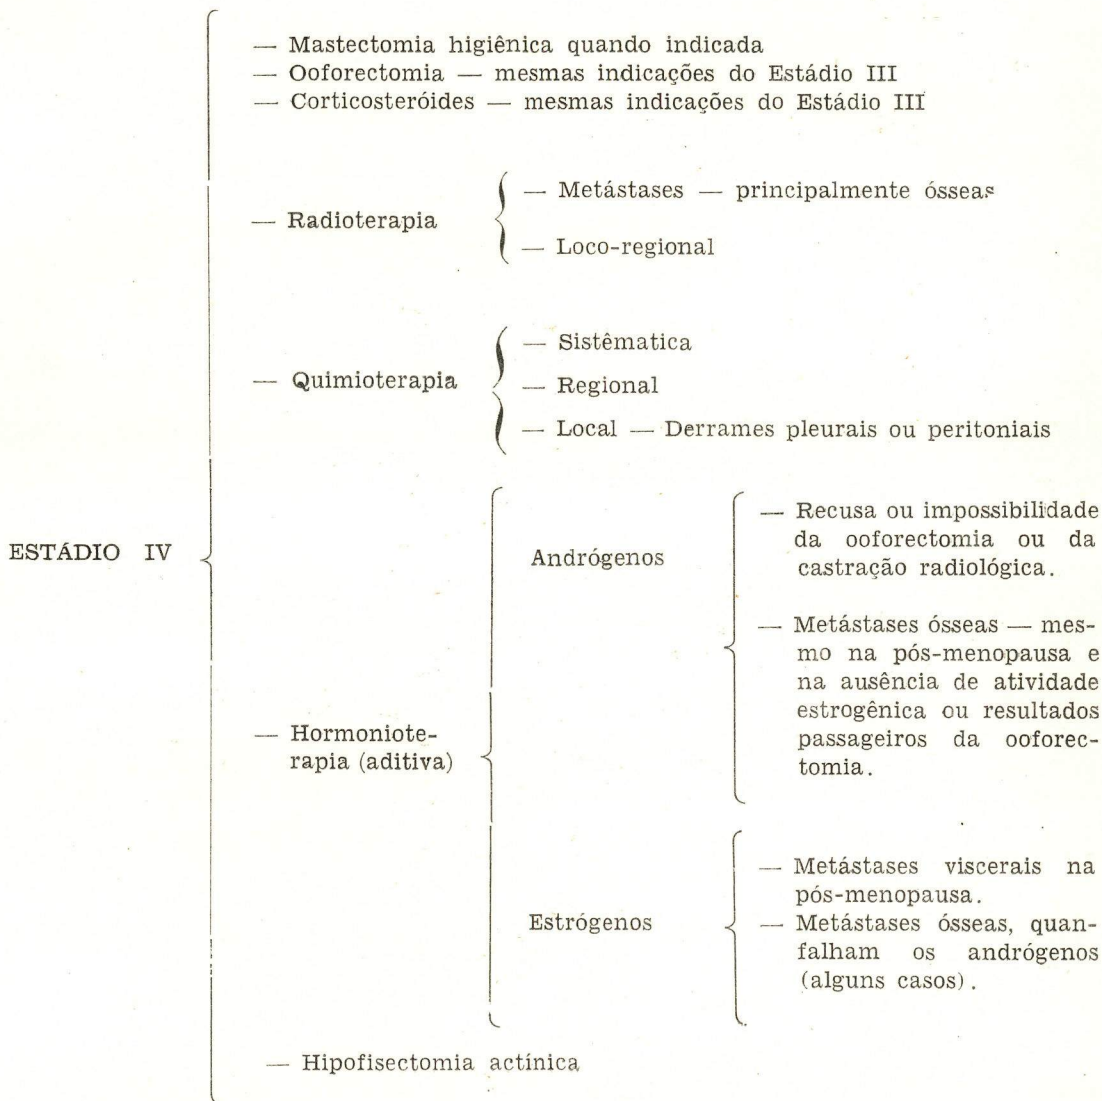 — Mastectomia higiênica quando indicada
— Ooforectomia — mesmas indicações do Estádio III
— Corticosteróides — mesmas indicações do Estádio III
— Radioterapia
— Metástases — principalmente ósseas
— Loco-regional
— Quimioterapia
— Sistêmatica
— Regional
— Local — Derrames pleurais ou peritoniais
ESTÁDIO IV
— Hormoniote-
rapia (aditiva)
Andrógenos
— Recusa ou impossibilidade
da ooforectomia ou da
castração radiológica.
— Metástases ósseas — mes-
mo na pós-menopausa e
na ausência de atividade
estrogênica ou resultados
passageiros da ooforec-
tomia.
Estrógenos
— Metástases viscerais na
pós-menopausa.
— Metástases ósseas, quan-
falham os andrógenos
(alguns casos).
— Hipofisectomia actínica